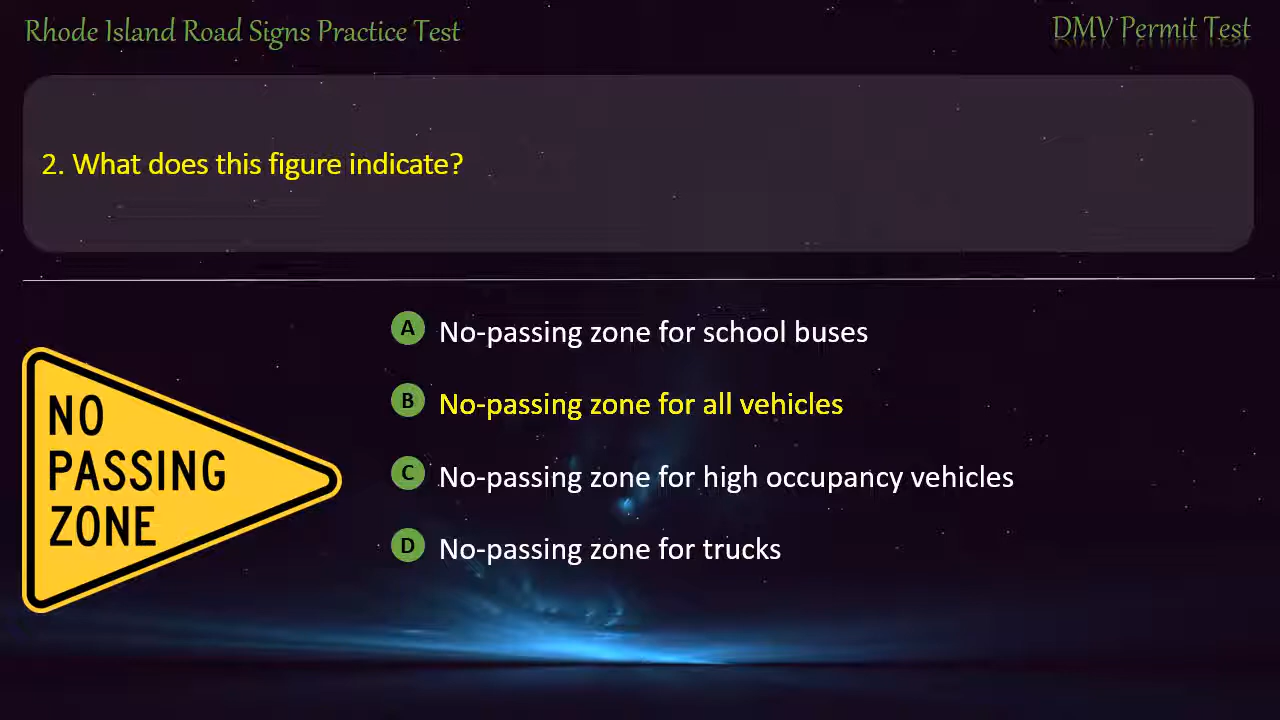 Rhode Island Road Signs Practice Test
DMV Permit Test
2. What does this figure indicate?
A No-passing zone for school buses
B No-passing zone for all vehicles
C No-passing zone for high occupancy vehicles
D No-passing zone for trucks
NO
PASSING
ZONE